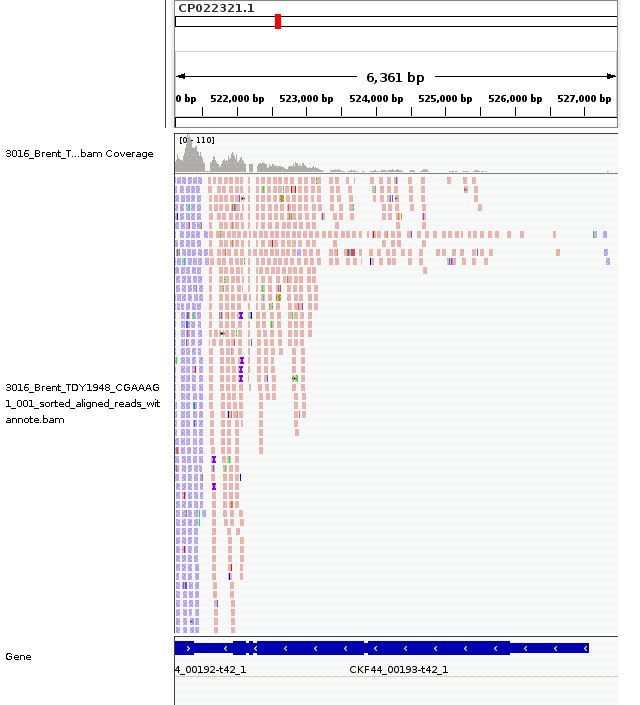 CP022321.1
6,361 bp
0 bp 522,000 bp 523,000 bp 524,000 bp 525,000 bp 526,000 bp 527,000 bp
[0 - 110]
3016_Brent_T...bam Coverage
3016_Brent_TDY1948_CGAAAG
1_001_sorted_aligned_reads_wit
annote.bam
Gene
4_00192-t42_1 CKF44_00193-t42_1